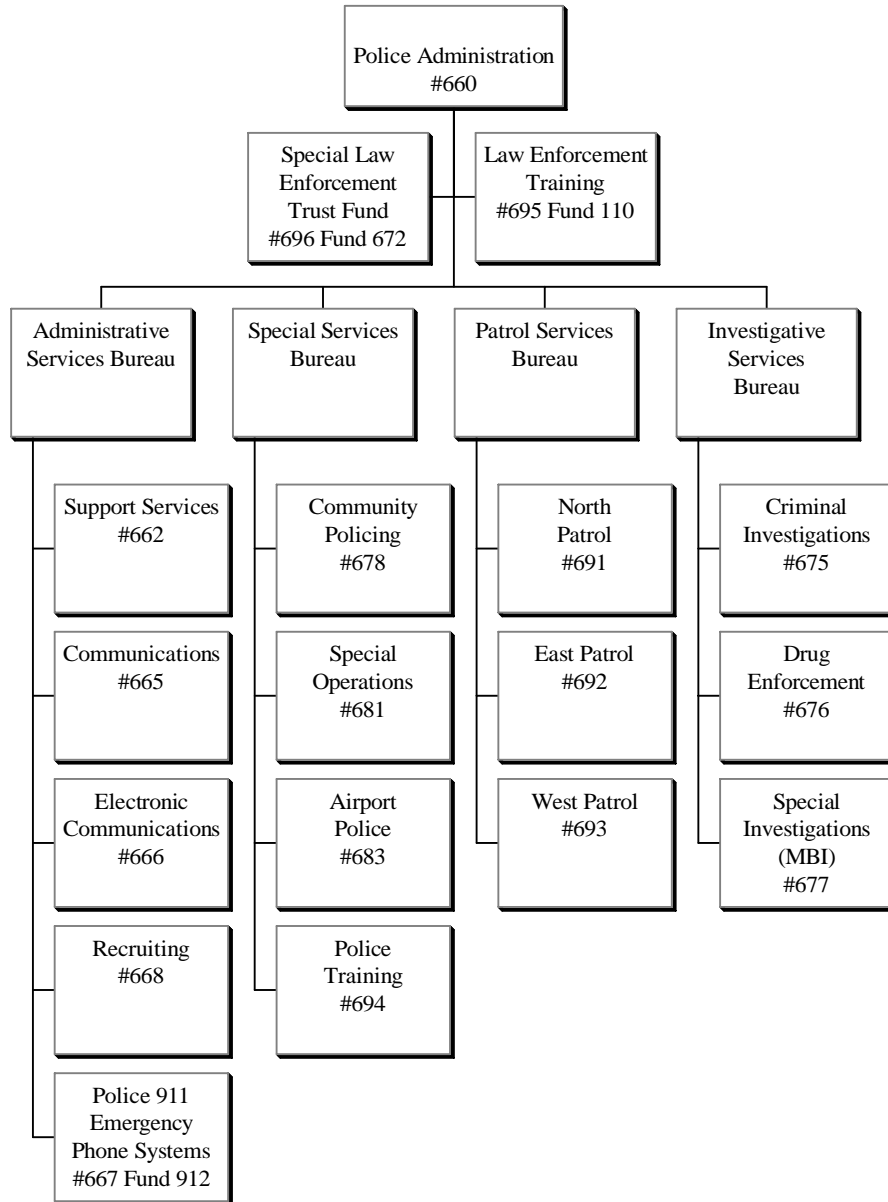 Police Administration
#660
Special Law
Enforcement
Trust Fund
#696 Fund 672
Law Enforcement
Training
#695 Fund 110
Administrative
Services Bureau
Special Services
Bureau
Patrol Services
Bureau
Investigative
Services
Bureau
Support Services
#662
Communications
#665
Electronic
Communications
#666
Recruiting
#668
Police 911
Emergency
Phone Systems
#667 Fund 912
Community
Policing
#678
Special
Operations
#681
Airport
Police
#683
Police
Training
#694
North
Patrol
#691
East Patrol
#692
West Patrol
#693
Criminal
Investigations
#675
Drug
Enforcement
#676
Special
Investigations
(MBI)
#677